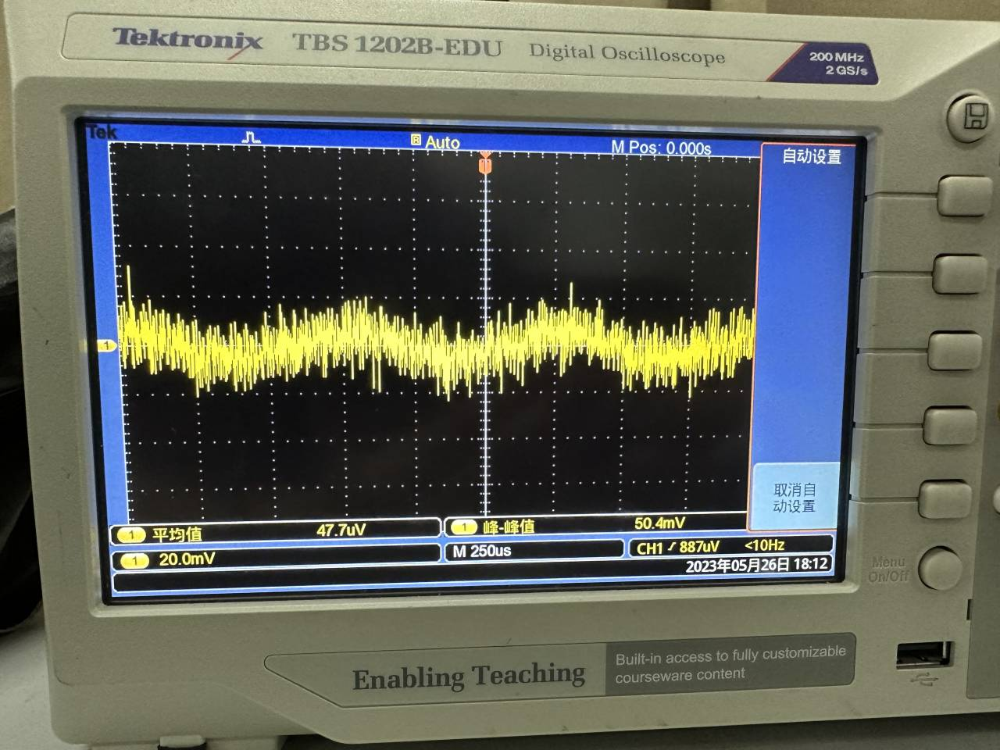 Tektronix TBS 1202B-EDU Digital Oscilloscope 200 MHz
2 GS/s
Tek R Auto M Pos: 0.000s
自动设置
T
1
取消自
动设置
1 平均值 47.7uV 1 峰-峰值 50.4mV
1 20.0mV M 250us CH1 887uV <10Hz
2023年05月26日 18:12
Menu
On/Off
Enabling Teaching
Built-in access to fully customizable
courseware content